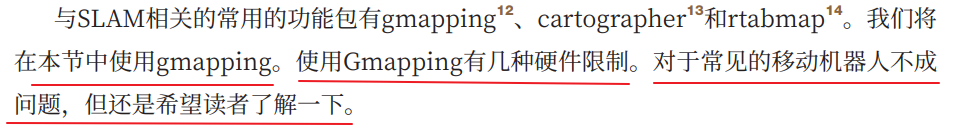 与SLAM相关的常用的功能包有gmapping12、cartographer13和rtabmap14。我们将
在本节中使用gmapping。使用Gmapping有几种硬件限制。对于常见的移动机器人不成
问题，但还是希望读者了解一下。